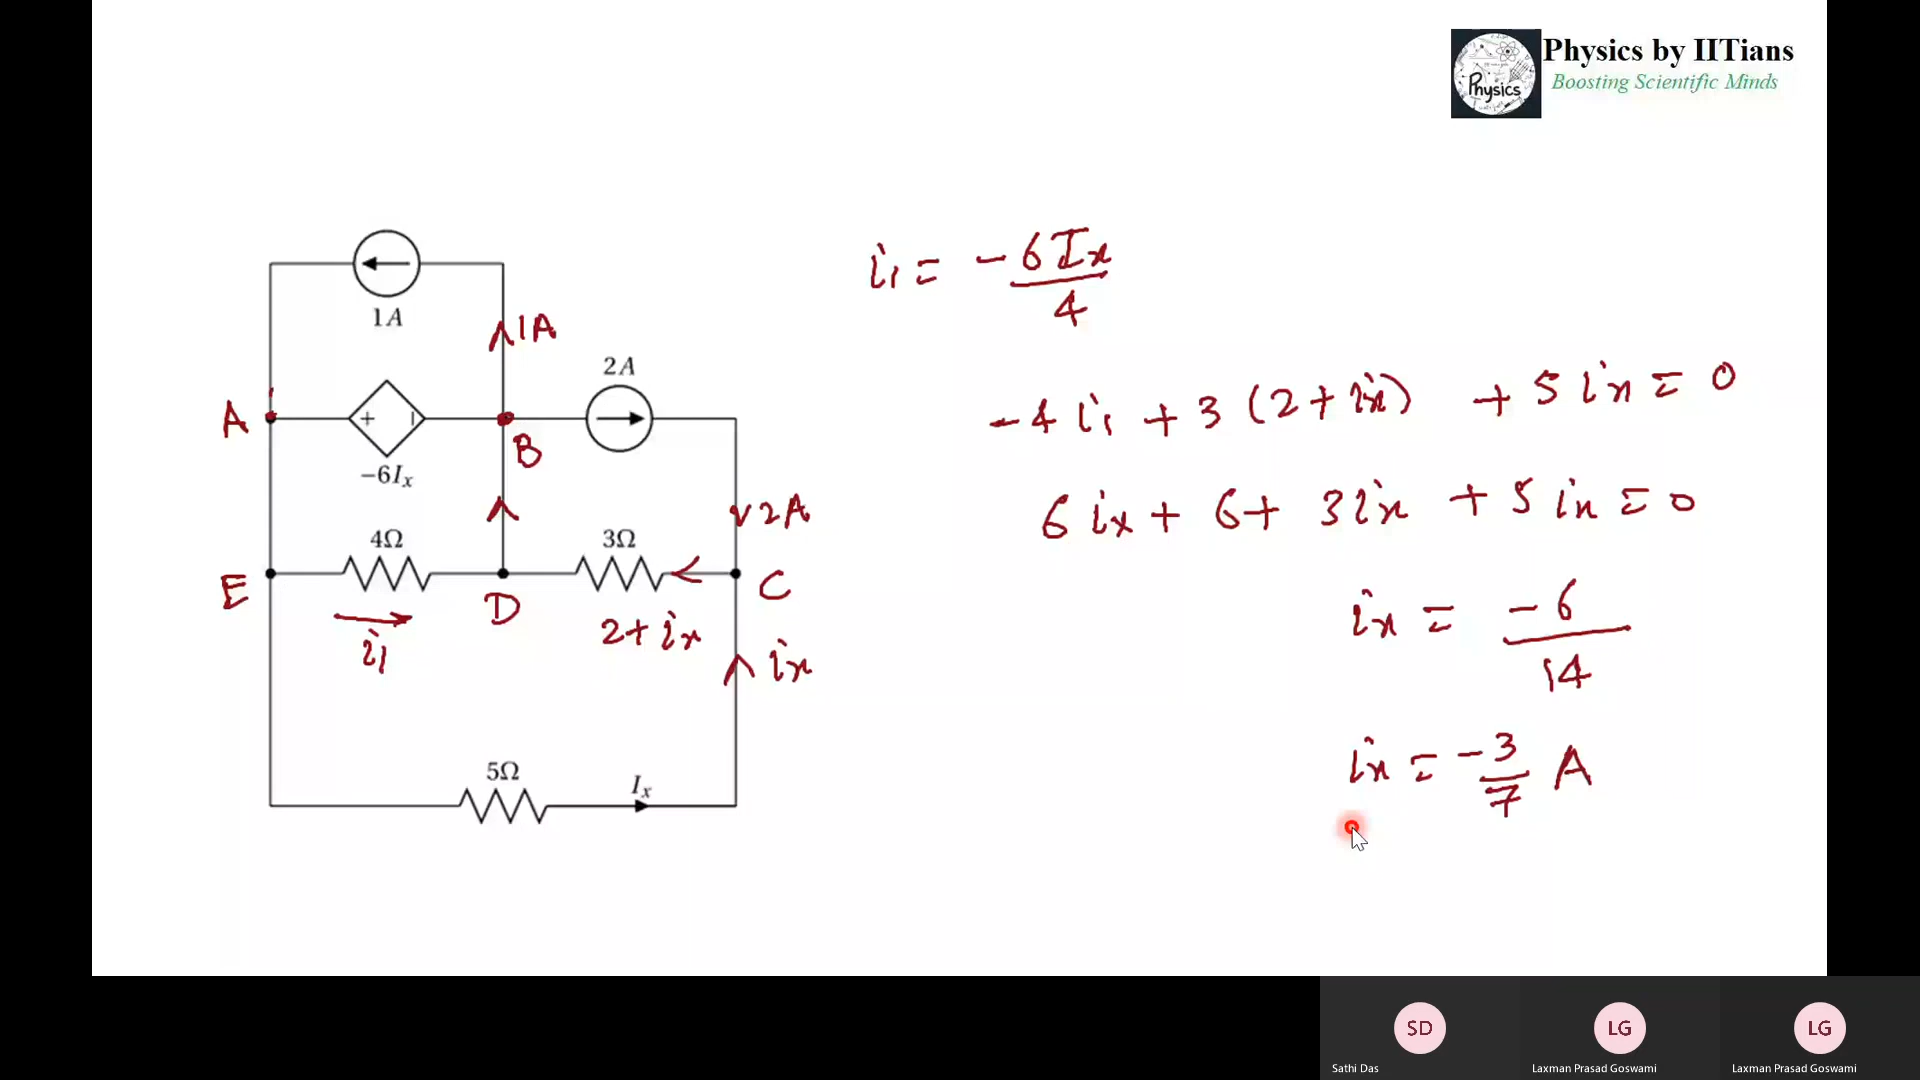 Physics by IITians
Boosting Scientific Minds
Physics
1A
1A
2A
A
+
B
−6Iₓ
2A
4Ω
3Ω
E
D
C
i₁
2+ix
ix
5Ω
Iₓ
i₁ = -6Ix/4
-4i₁ + 3(2+ix) + 5ix = 0
6ix + 6 + 3ix + 5ix = 0
ix = -6/14
ix = -3/7 A
SD
LG
LG
Sathi Das
Laxman Prasad Goswami
Laxman Prasad Goswami